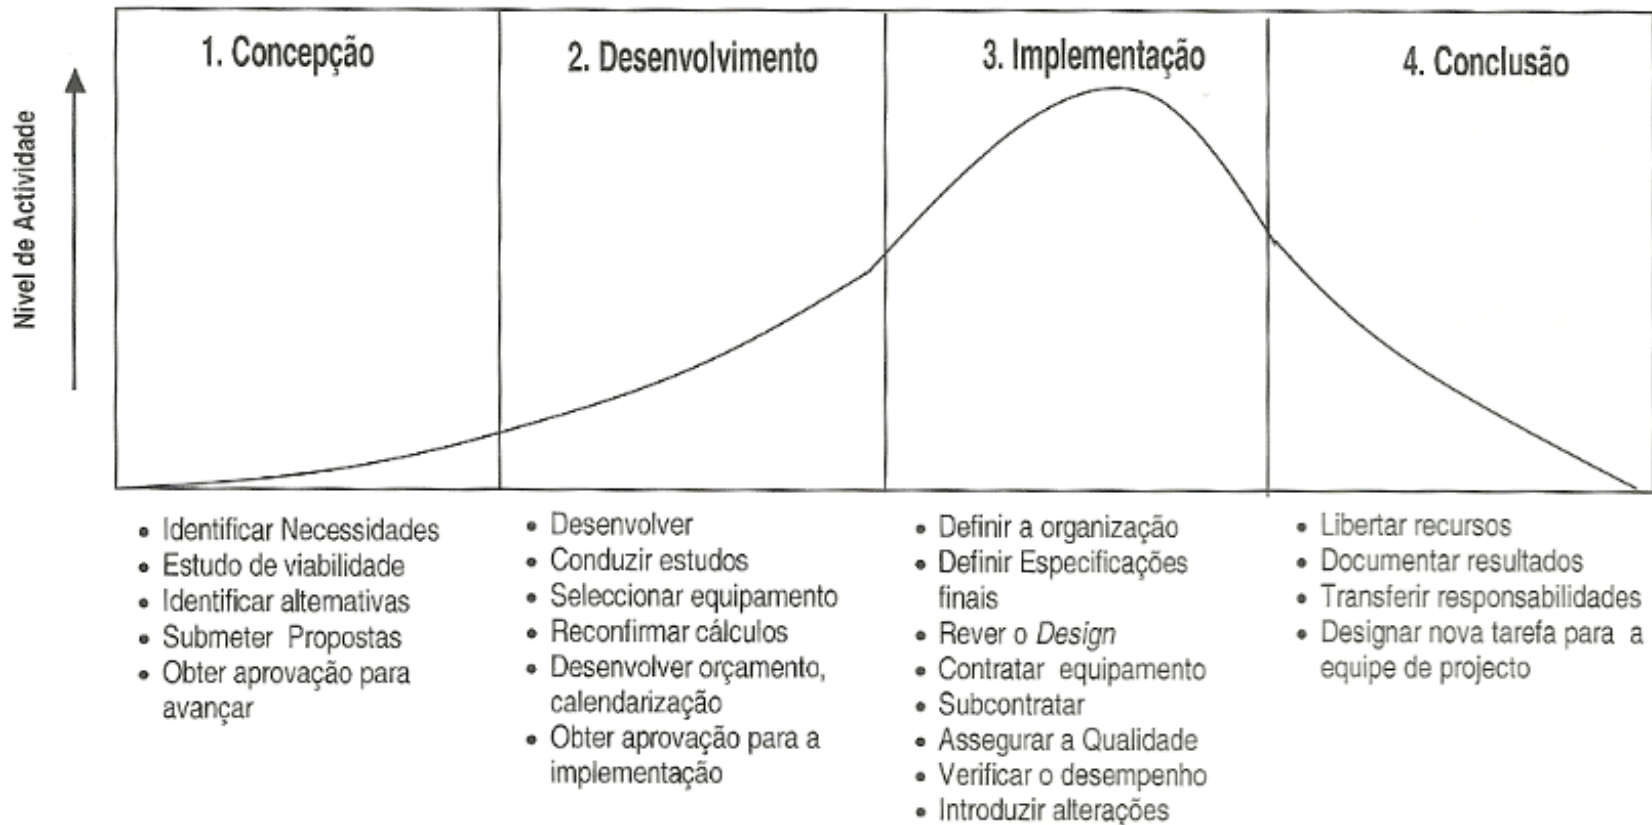 1. Concepção
2. Desenvolvimento
3. Implementação
4. Conclusão
Nivel de Actividade
• Identificar Necessidades
• Estudo de viabilidade
• Identificar alternativas
• Submeter Propostas
• Obter aprovação para
avançar
• Desenvolver
• Conduzir estudos
• Seleccionar equipamento
• Reconfirmar cálculos
• Desenvolver orçamento,
calendarização
• Obter aprovação para a
implementação
• Definir a organização
• Definir Especificações
finais
• Rever o Design
• Contratar equipamento
• Subcontratar
• Assegurar a Qualidade
• Verificar o desempenho
• Introduzir alterações
• Libertar recursos
• Documentar resultados
• Transferir responsabilidades
• Designar nova tarefa para a
equipe de projecto